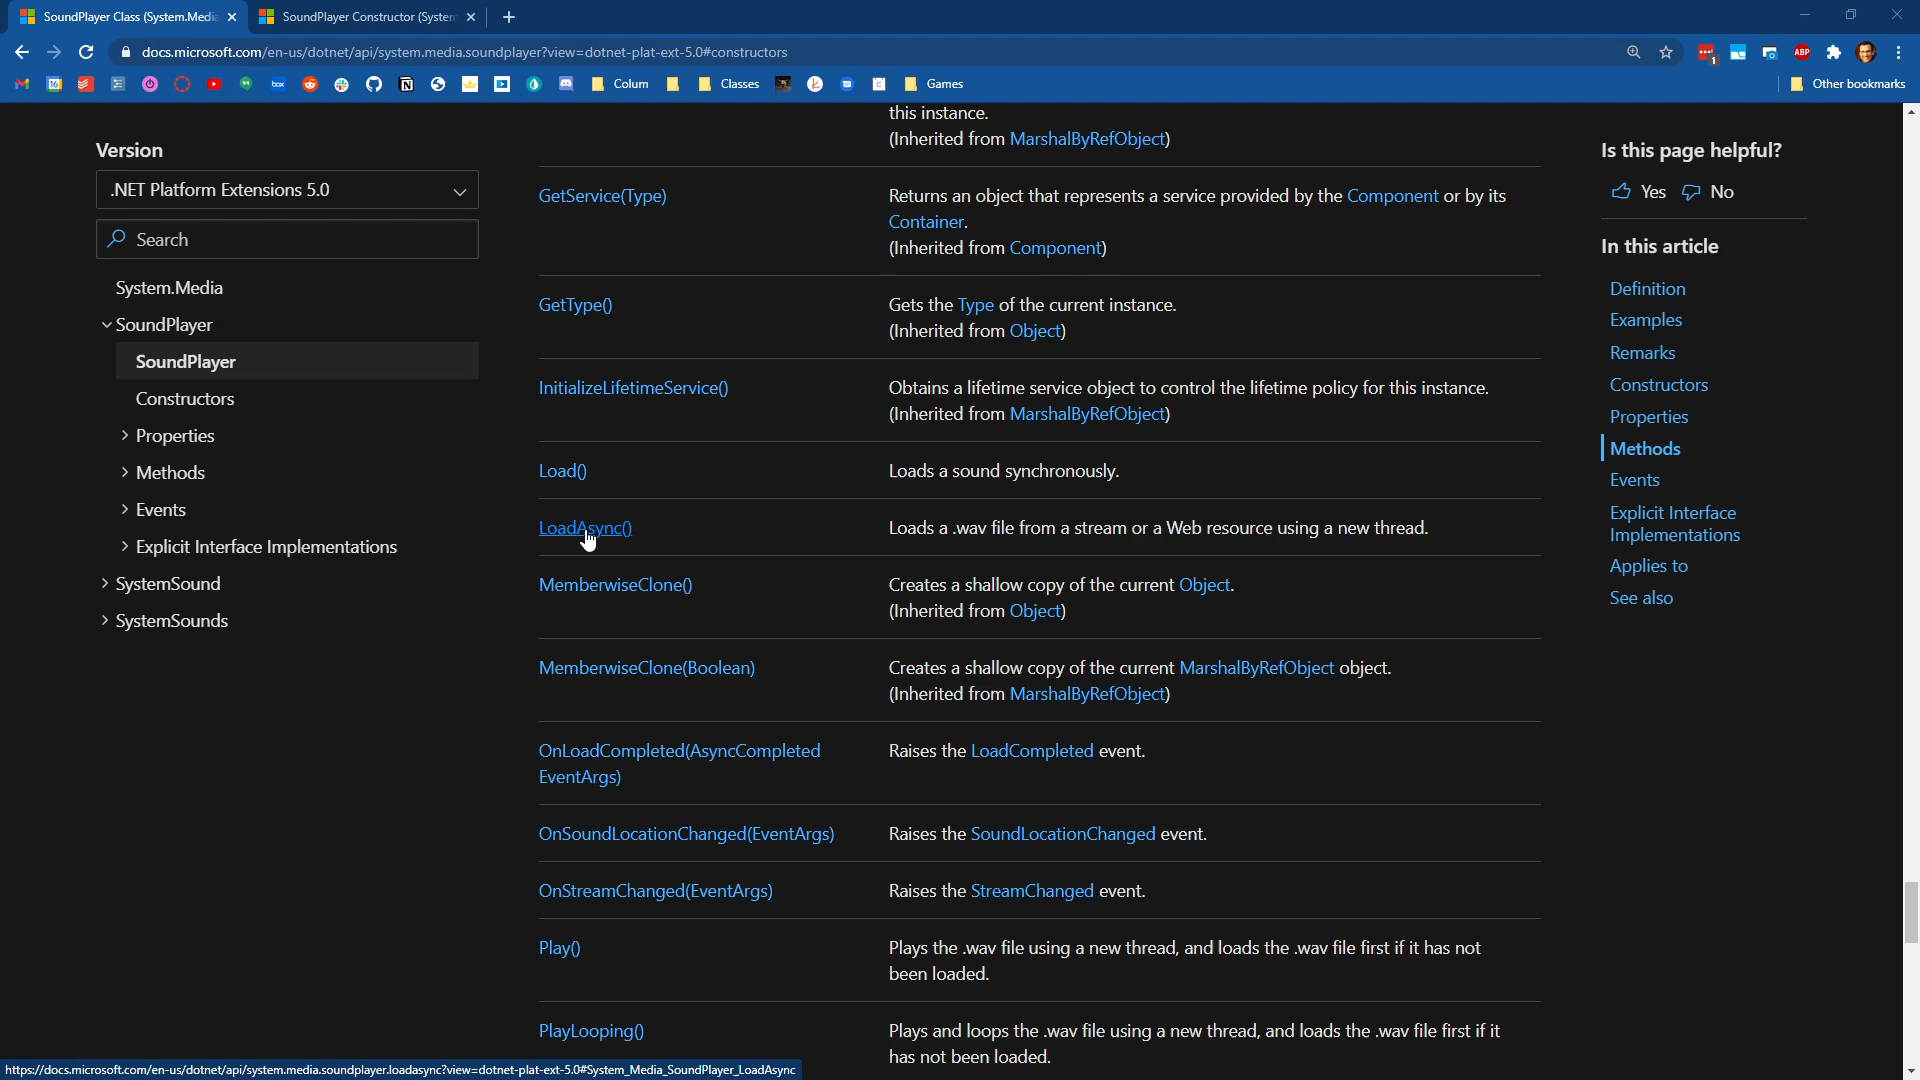 SoundPlayer Class (System.Media
SoundPlayer Constructor (System
docs.microsoft.com/en-us/dotnet/api/system.media.soundplayer?view=dotnet-plat-ext-5.0#constructors
1
ABP
16
box
Colum
Classes
Games
Other bookmarks
Version
.NET Platform Extensions 5.0
Search
System.Media
SoundPlayer
SoundPlayer
Constructors
Properties
Methods
Events
Explicit Interface Implementations
SystemSound
SystemSounds
this instance.
(Inherited from MarshalByRefObject)
GetService(Type)
Returns an object that represents a service provided by the Component or by its
Container.
(Inherited from Component)
GetType()
Gets the Type of the current instance.
(Inherited from Object)
InitializeLifetimeService()
Obtains a lifetime service object to control the lifetime policy for this instance.
(Inherited from MarshalByRefObject)
Load()
Loads a sound synchronously.
LoadAsync()
Loads a .wav file from a stream or a Web resource using a new thread.
MemberwiseClone()
Creates a shallow copy of the current Object.
(Inherited from Object)
MemberwiseClone(Boolean)
Creates a shallow copy of the current MarshalByRefObject object.
(Inherited from MarshalByRefObject)
OnLoadCompleted(AsyncCompleted
EventArgs)
Raises the LoadCompleted event.
OnSoundLocationChanged(EventArgs)
Raises the SoundLocationChanged event.
OnStreamChanged(EventArgs)
Raises the StreamChanged event.
Play()
Plays the .wav file using a new thread, and loads the .wav file first if it has not
been loaded.
PlayLooping()
Plays and loops the .wav file using a new thread, and loads the .wav file first if it
has not been loaded.
Is this page helpful?
Yes No
In this article
Definition
Examples
Remarks
Constructors
Properties
Methods
Events
Explicit Interface
Implementations
Applies to
See also
https://docs.microsoft.com/en-us/dotnet/api/system.media.soundplayer.loadasync?view=dotnet-plat-ext-5.0#System_Media_SoundPlayer_LoadAsync